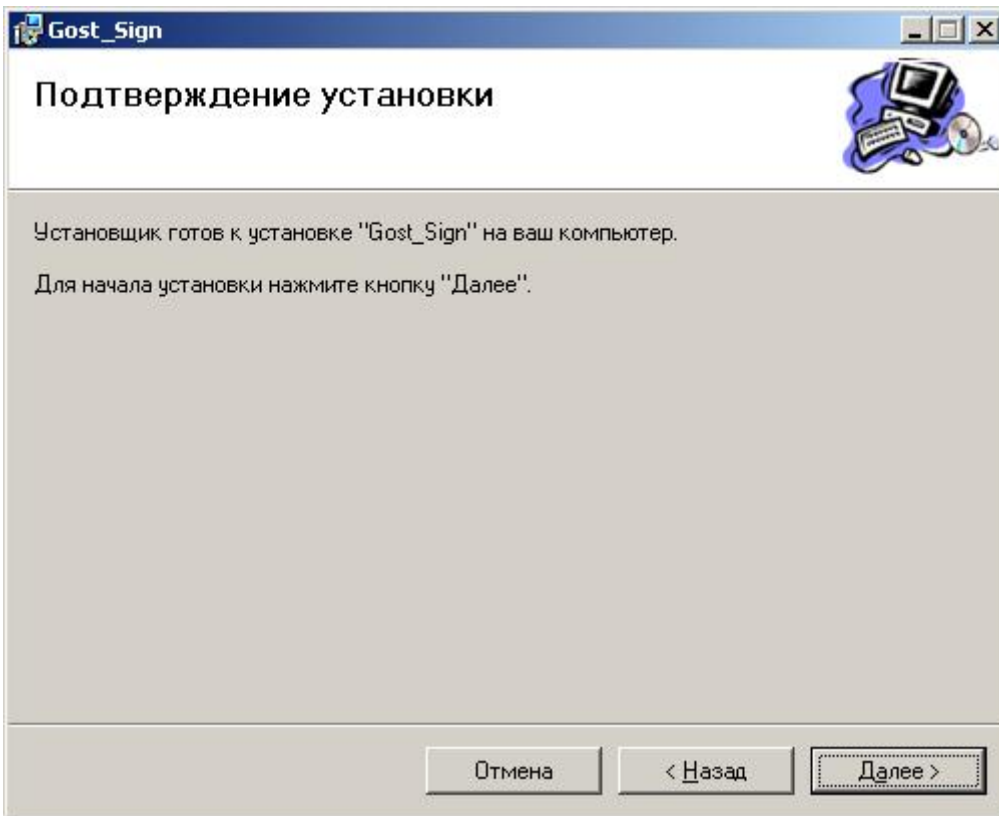 Gost_Sign
Подтверждение установки
Установщик готов к установке "Gost_Sign" на ваш компьютер.
Для начала установки нажмите кнопку "Далее".
Отмена
< Назад
Далее >